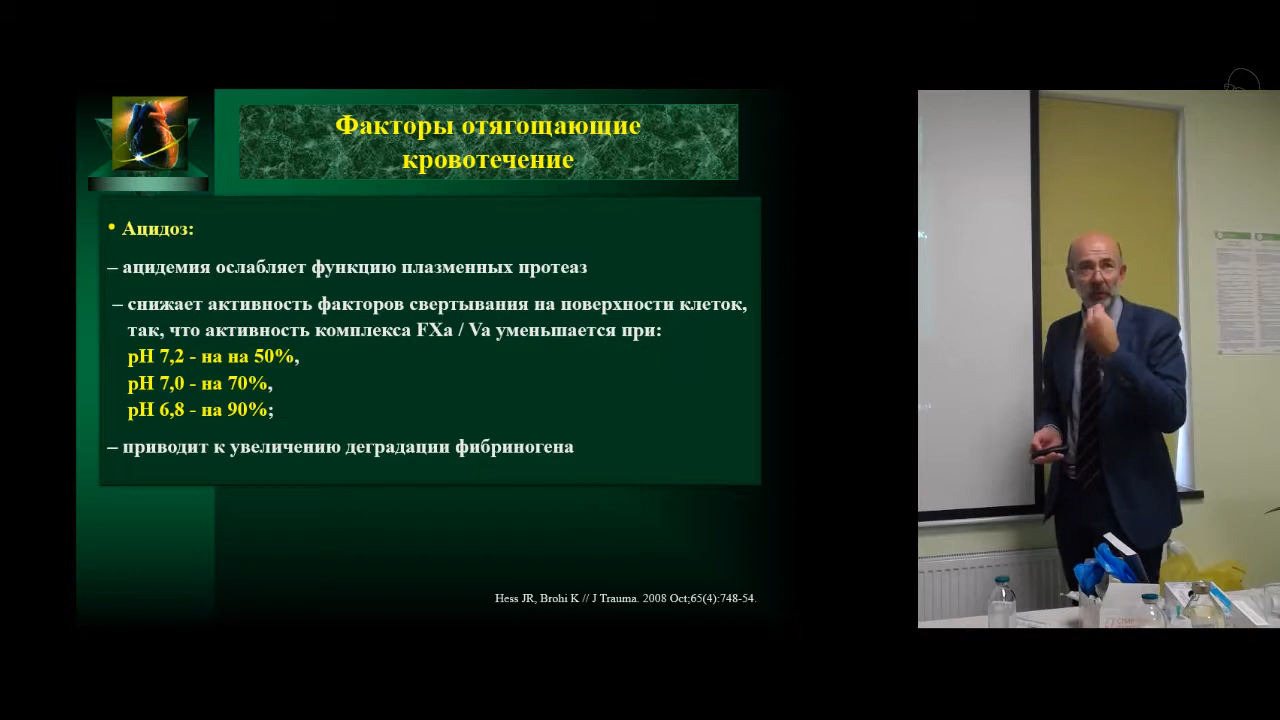 Факторы отягощающие
кровотечение
• Ацидоз:
– ацидемия ослабляет функцию плазменных протеаз
– снижает активность факторов свертывания на поверхности клеток,
так, что активность комплекса FXa / Va уменьшается при:
pH 7,2 - на на 50%,
pH 7,0 - на 70%,
pH 6,8 - на 90%;
– приводит к увеличению деградации фибриногена
Hess JR, Brohi K // J Trauma. 2008 Oct;65(4):748-54.